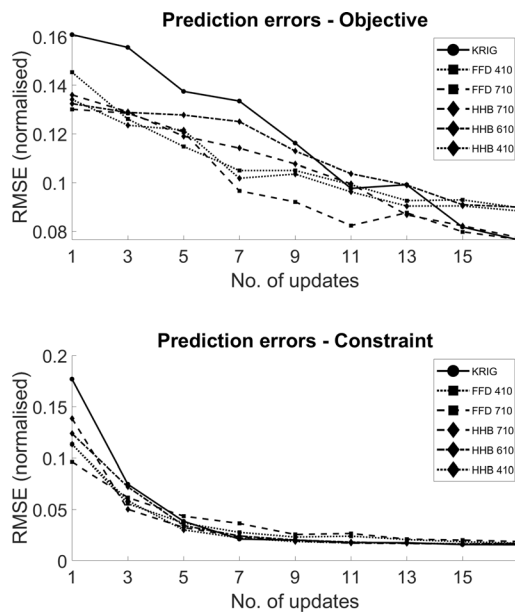 Prediction errors - Objective
RMSE (normalised)
0.16
0.14
0.12
0.1
0.08
1 3 5 7 9 11 13 15
No. of updates
KRIG
FFD 410
FFD 710
HHB 710
HHB 610
HHB 410
Prediction errors - Constraint
RMSE (normalised)
0.2
0.15
0.1
0.05
0
1 3 5 7 9 11 13 15
No. of updates
KRIG
FFD 410
FFD 710
HHB 710
HHB 610
HHB 410